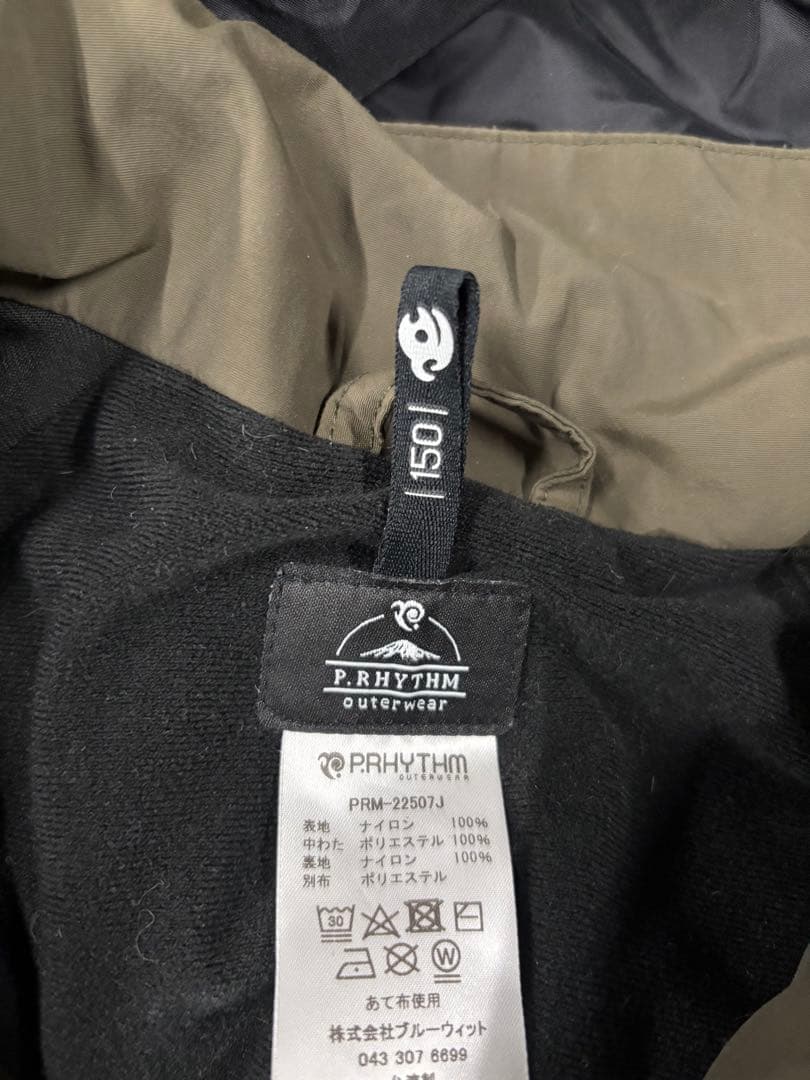 |150|
P.RHYTHM
outerwear
P.RHYTHM
OUTERWEAR
PRM-22507J
表地 ナイロン 100%
中わた ポリエステル 100%
裏地 ナイロン 100%
別布 ポリエステル
30
W
あて布使用
株式会社ブルーウィット
043 307 6699